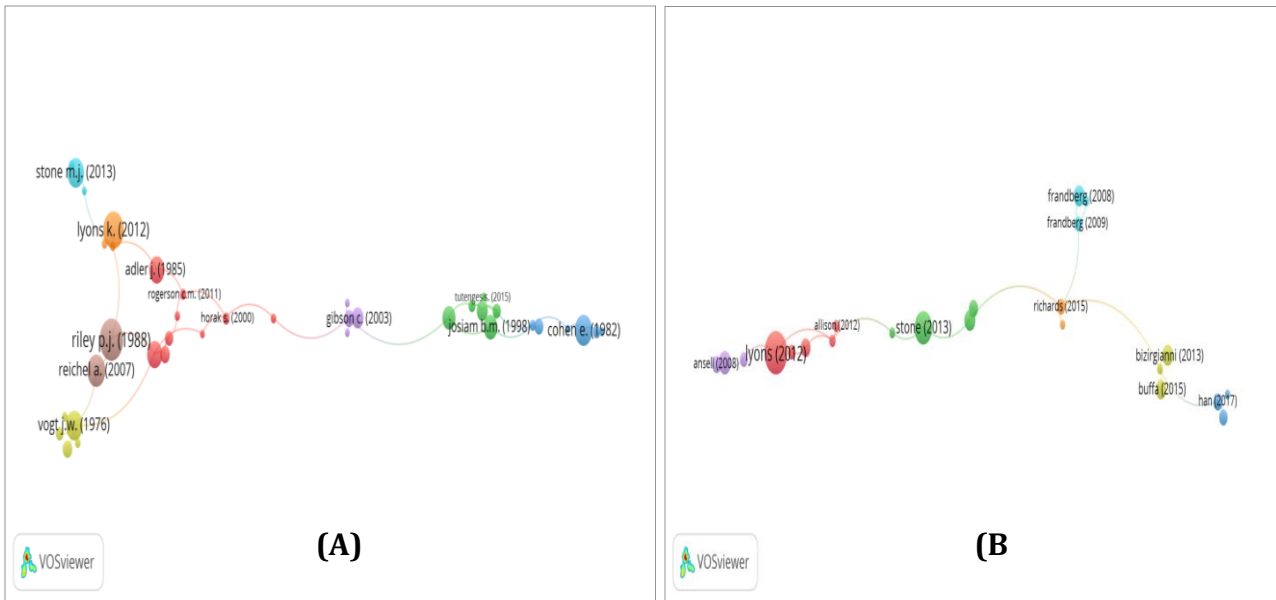 stone m.j. (2013)
lyons k. (2012)
adler j. (1985)
rogerson c.m. (2011)
horak s. (2000)
gibson c. (2003)
tutenges s. (2015)
josiam b.m. (1998)
cohen e. (1982)
riley p.j. (1988)
reichel a. (2007)
vogt j.w. (1976)
(A)
VOSviewer
frandberg (2008)
frandberg (2009)
richards (2015)
allison (2012)
stone (2013)
lyons (2012)
ansell (2008)
bizirgianni (2013)
buffa (2015)
han (2017)
(B
VOSviewer